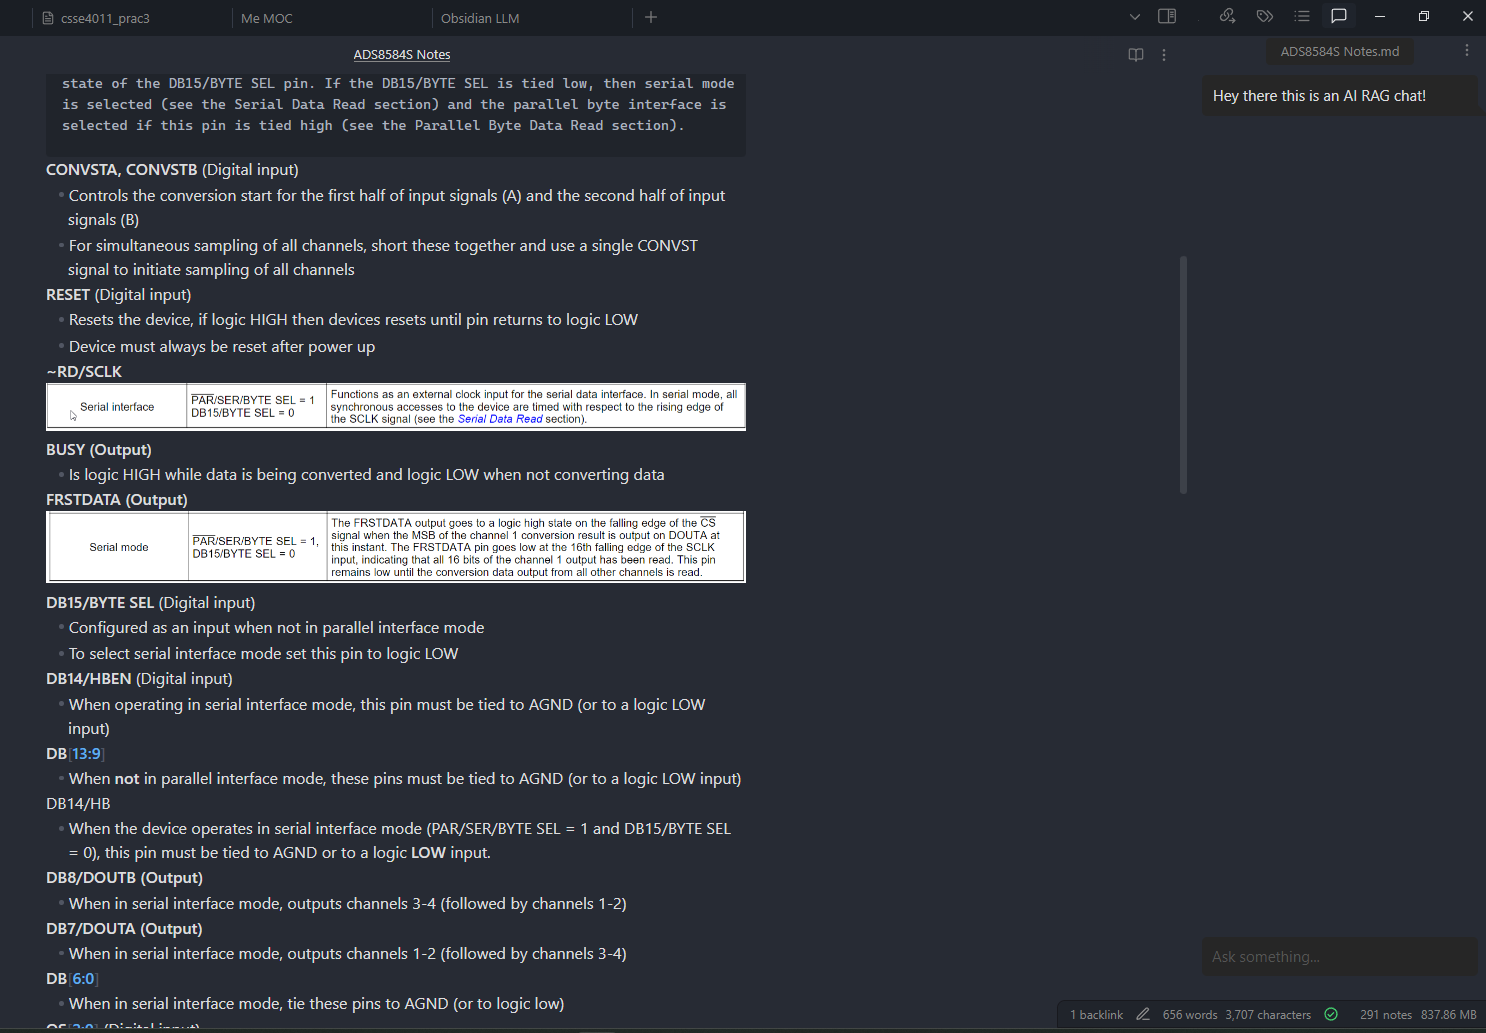 csse4011_prac3
Me MOC
Obsidian LLM
ADS8584S Notes
ADS8584S Notes.md
state of the DB15/BYTE SEL pin. If the DB15/BYTE SEL is tied low, then serial mode
is selected (see the Serial Data Read section) and the parallel byte interface is
selected if this pin is tied high (see the Parallel Byte Data Read section).
CONVSTA, CONVSTB (Digital input)
Controls the conversion start for the first half of input signals (A) and the second half of input
signals (B)
For simultaneous sampling of all channels, short these together and use a single CONVST
signal to initiate sampling of all channels
RESET (Digital input)
Resets the device, if logic HIGH then devices resets until pin returns to logic LOW
Device must always be reset after power up
~RD/SCLK
Serial interface
PAR/SER/BYTE SEL = 1
DB15/BYTE SEL = 0
Functions as an external clock input for the serial data interface. In serial mode, all
synchronous accesses to the device are timed with respect to the rising edge of
the SCLK signal (see the Serial Data Read section).
BUSY (Output)
Is logic HIGH while data is being converted and logic LOW when not converting data
FRSTDATA (Output)
Serial mode
PAR/SER/BYTE SEL = 1,
DB15/BYTE SEL = 0
The FRSTDATA output goes to a logic high state on the falling edge of the CS
signal when the MSB of the channel 1 conversion result is output on DOUTA at
this instant. The FRSTDATA pin goes low at the 16th falling edge of the SCLK
input, indicating that all 16 bits of the channel 1 output has been read. This pin
remains low until the conversion data output from all other channels is read.
DB15/BYTE SEL (Digital input)
Configured as an input when not in parallel interface mode
To select serial interface mode set this pin to logic LOW
DB14/HBEN (Digital input)
When operating in serial interface mode, this pin must be tied to AGND (or to a logic LOW
input)
DB[13:9]
When not in parallel interface mode, these pins must be tied to AGND (or to a logic LOW input)
DB14/HB
When the device operates in serial interface mode (PAR/SER/BYTE SEL = 1 and DB15/BYTE SEL
= 0), this pin must be tied to AGND or to a logic LOW input.
DB8/DOUTB (Output)
When in serial interface mode, outputs channels 3-4 (followed by channels 1-2)
DB7/DOUTA (Output)
When in serial interface mode, outputs channels 1-2 (followed by channels 3-4)
DB[6:0]
When in serial interface mode, tie these pins to AGND (or to logic low)
OS[2:0] (Digital input)
Hey there this is an AI RAG chat!
Ask something...
1 backlink 656 words 3,707 characters 291 notes 837.86 MB